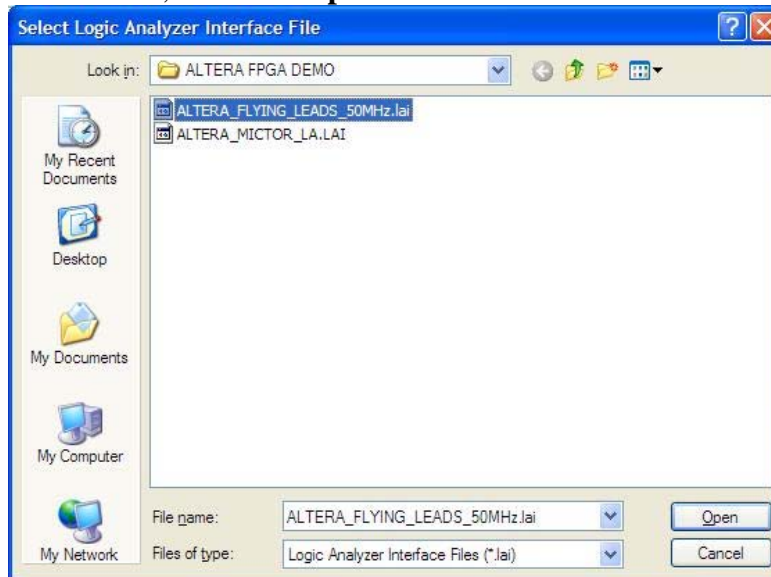 Select Logic Analyzer Interface File
Look in: ALTERA FPGA DEMO
My Recent
Documents
Desktop
My Documents
My Computer
My Network
ALTERA_FLYING_LEADS_50MHz.lai
ALTERA_MICTOR_LA.LAI
File name: ALTERA_FLYING_LEADS_50MHz.lai Open
Files of type: Logic Analyzer Interface Files (*.lai) Cancel